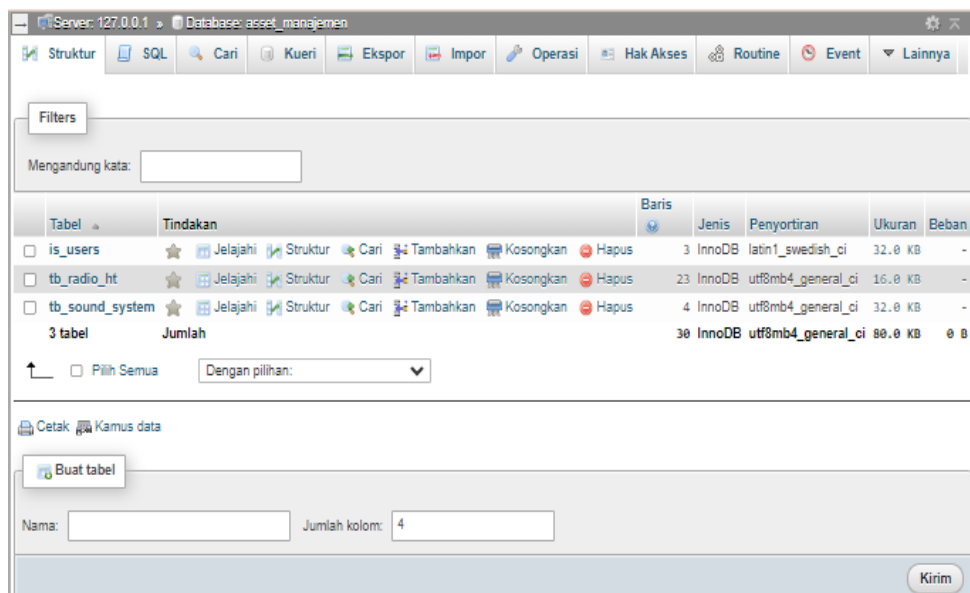 Server: 127.0.0.1 » Database: asset_manajemen
Struktur SQL Cari Kueri Ekspor Impor Operasi Hak Akses Routine Event Lainnya
Filters
Mengandung kata:
Tabel Tindakan Baris Jenis Penyortiran Ukuran Beban
is_users Jelajahi Struktur Cari Tambahkan Kosongkan Hapus 3 InnoDB latin1_swedish_ci 32.0 KB -
tb_radio_ht Jelajahi Struktur Cari Tambahkan Kosongkan Hapus 23 InnoDB utf8mb4_general_ci 16.0 KB -
tb_sound_system Jelajahi Struktur Cari Tambahkan Kosongkan Hapus 4 InnoDB utf8mb4_general_ci 32.0 KB -
3 tabel Jumlah 30 InnoDB utf8mb4_general_ci 80.0 KB 0 B
Pilih Semua Dengan pilihan:
Cetak Kamus data
Buat tabel
Nama: Jumlah kolom: 4
Kirim